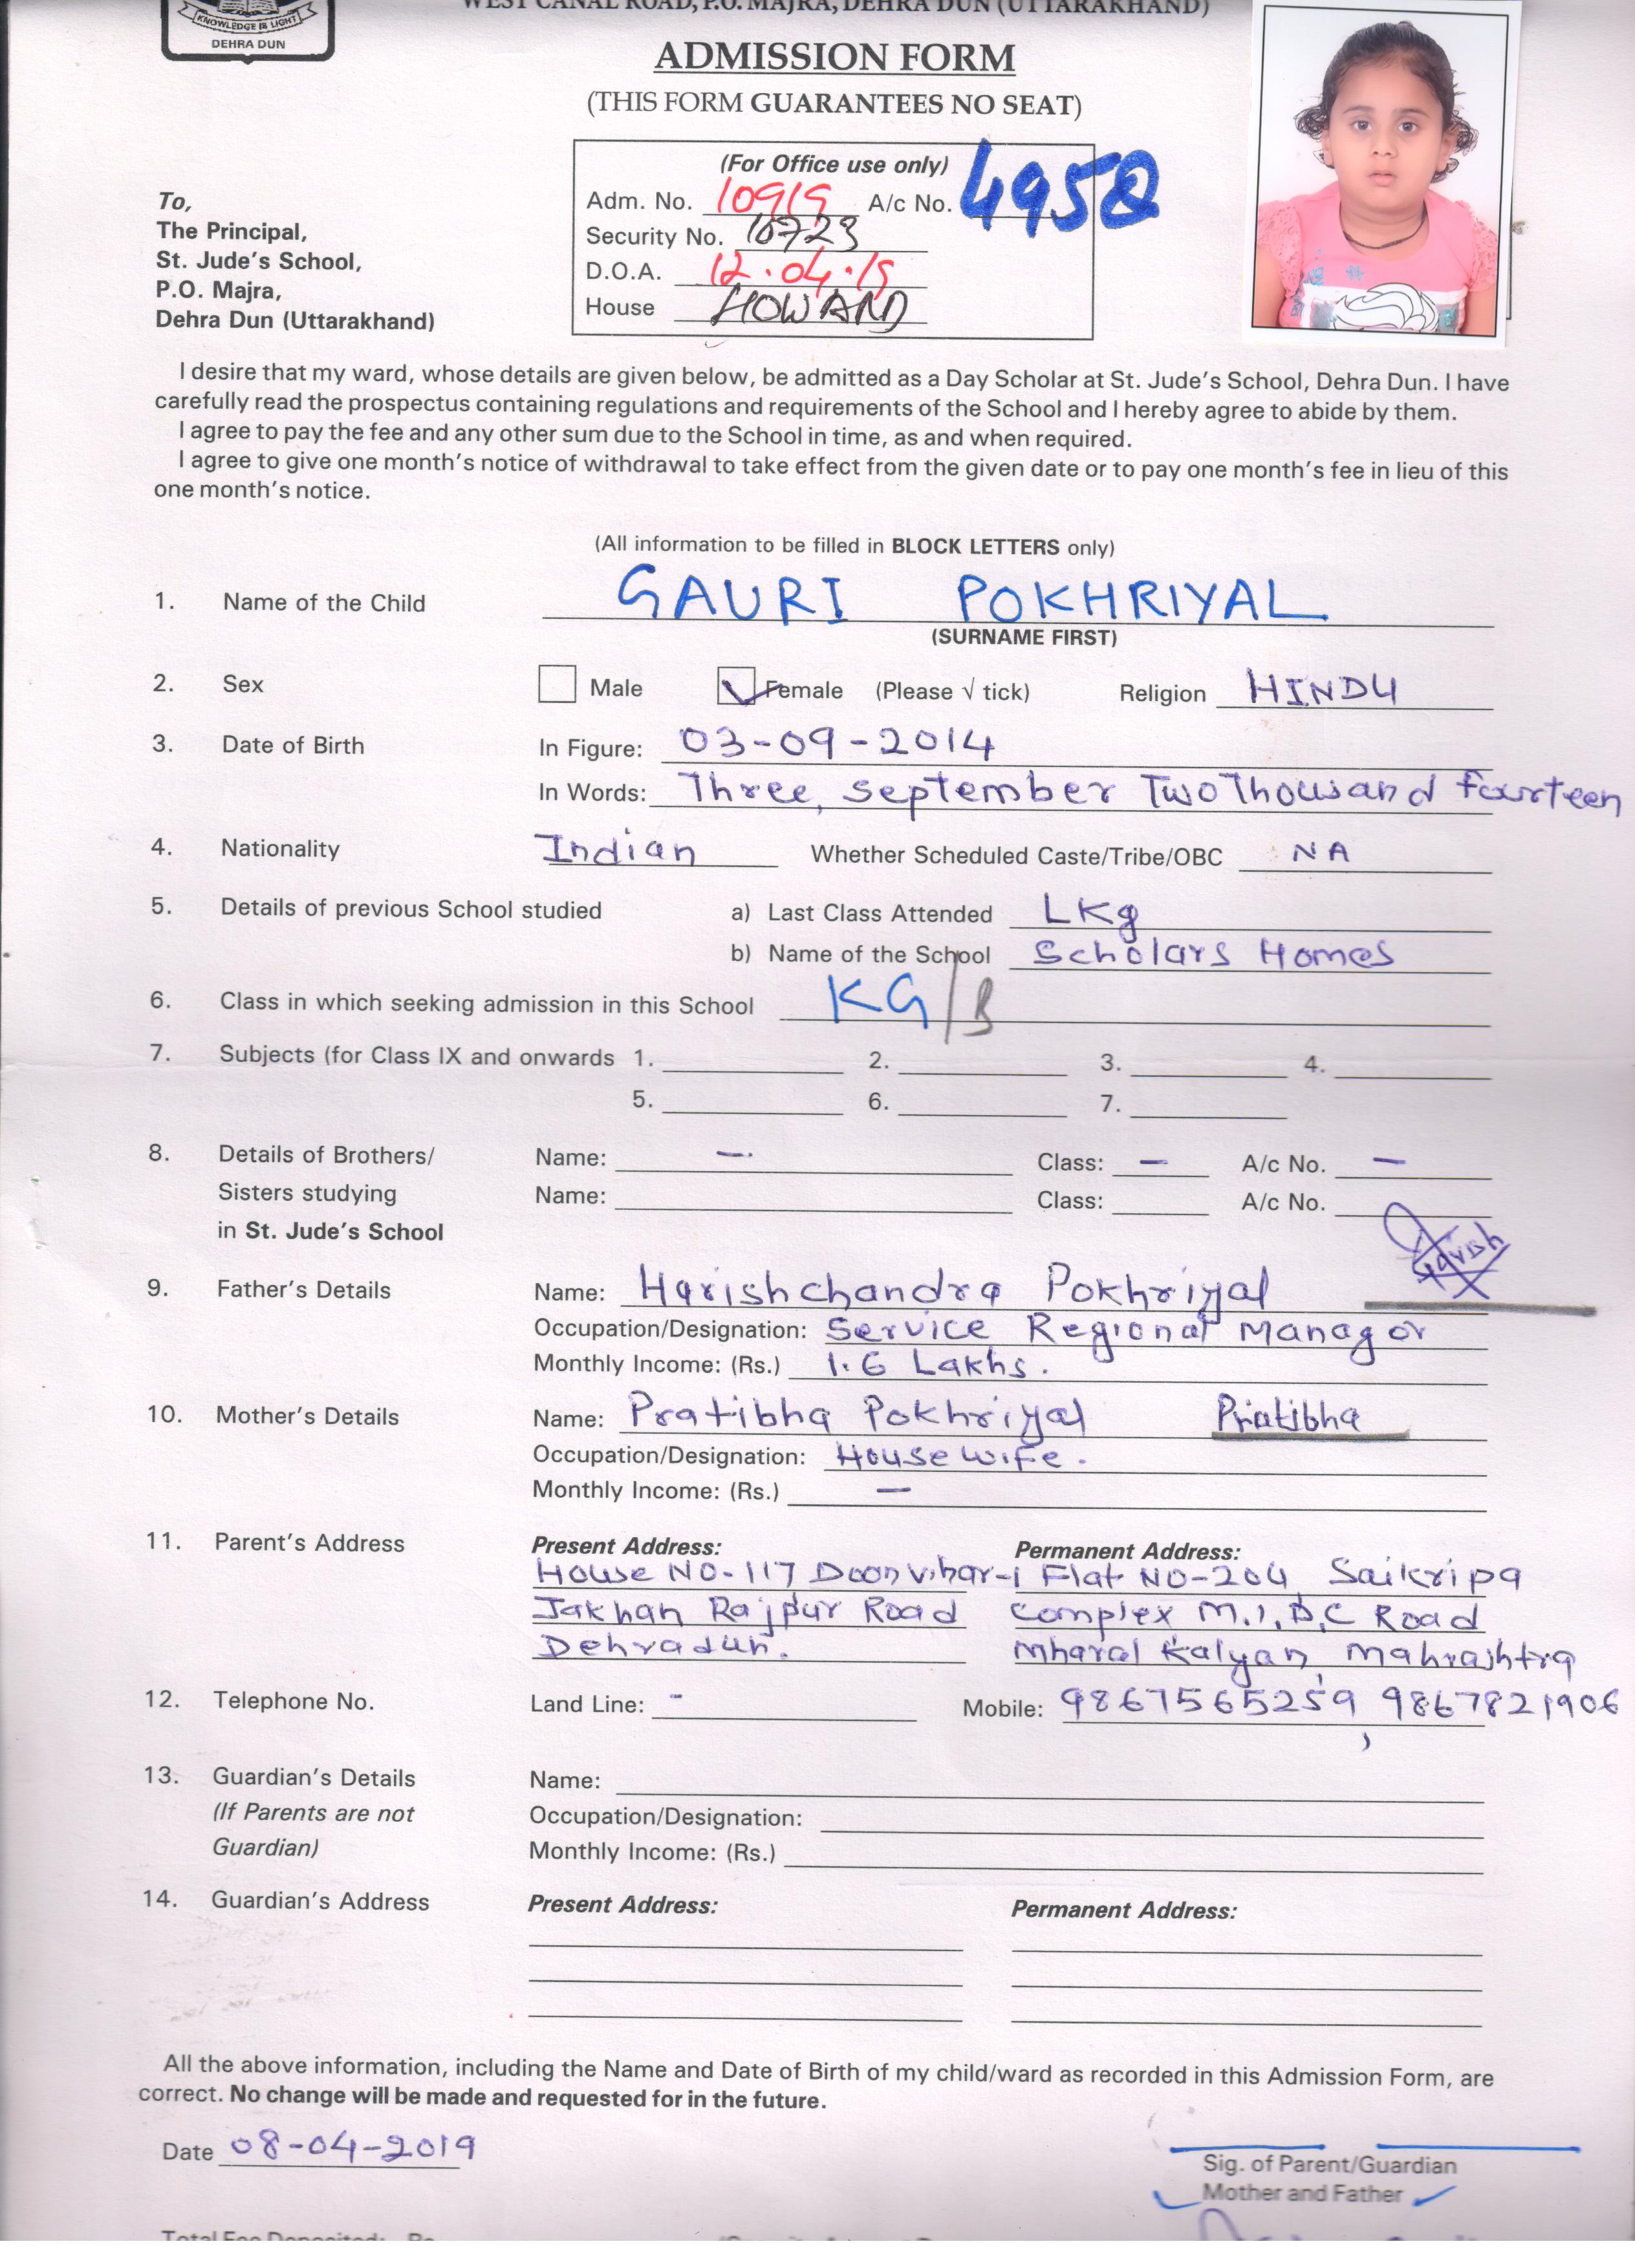 WEST CANAL ROAD, P.O. MAJRA, DEHRA DUN (UTTARAKHAND)
KNOWLEDGE IS LIGHT
DEHRA DUN
ADMISSION FORM
(THIS FORM GUARANTEES NO SEAT)
(For Office use only)
Adm. No. 10919 A/c No. 4958
Security No. 10723
D.O.A. 12.04.19
House HOWARD
To,
The Principal,
St. Jude's School,
P.O. Majra,
Dehra Dun (Uttarakhand)
I desire that my ward, whose details are given below, be admitted as a Day Scholar at St. Jude's School, Dehra Dun. I have
carefully read the prospectus containing regulations and requirements of the School and I hereby agree to abide by them.
I agree to pay the fee and any other sum due to the School in time, as and when required.
I agree to give one month's notice of withdrawal to take effect from the given date or to pay one month's fee in lieu of this
one month's notice.
(All information to be filled in BLOCK LETTERS only)
1. Name of the Child GAURI POKHRIYAL
(SURNAME FIRST)
2. Sex Male Female (Please √ tick) Religion HINDU
3. Date of Birth In Figure: 03-09-2014
In Words: Three, September Two Thousand fourteen
4. Nationality Indian Whether Scheduled Caste/Tribe/OBC NA
5. Details of previous School studied a) Last Class Attended LKg
b) Name of the School Scholars Homes
6. Class in which seeking admission in this School KG/B
7. Subjects (for Class IX and onwards 1. 2. 3. 4.
5. 6. 7.
8. Details of Brothers/ Name: — Class: — A/c No. —
Sisters studying Name: Class: A/c No.
in St. Jude's School
9. Father's Details Name: Harishchandra Pokhriyal
Occupation/Designation: Service Regional Manager
Monthly Income: (Rs.) 1.6 Lakhs.
10. Mother's Details Name: Pratibha Pokhriyal Pratibha
Occupation/Designation: House wife.
Monthly Income: (Rs.) —
11. Parent's Address Present Address: Permanent Address:
House NO-117 Doon vihar-1 Flat NO-204, Saikripa
Jakhan Rajpur Road Complex M.I.D.C Road
Dehradun. Mharal Kalyan, Mahrashtra
12. Telephone No. Land Line: - Mobile: 9867565259, 9867821906
13. Guardian's Details Name:
(If Parents are not Occupation/Designation:
Guardian) Monthly Income: (Rs.)
14. Guardian's Address Present Address: Permanent Address:
All the above information, including the Name and Date of Birth of my child/ward as recorded in this Admission Form, are
correct. No change will be made and requested for in the future.
Date 08-04-2019
Sig. of Parent/Guardian
Mother and Father
Total Fee Deposited: Rs.